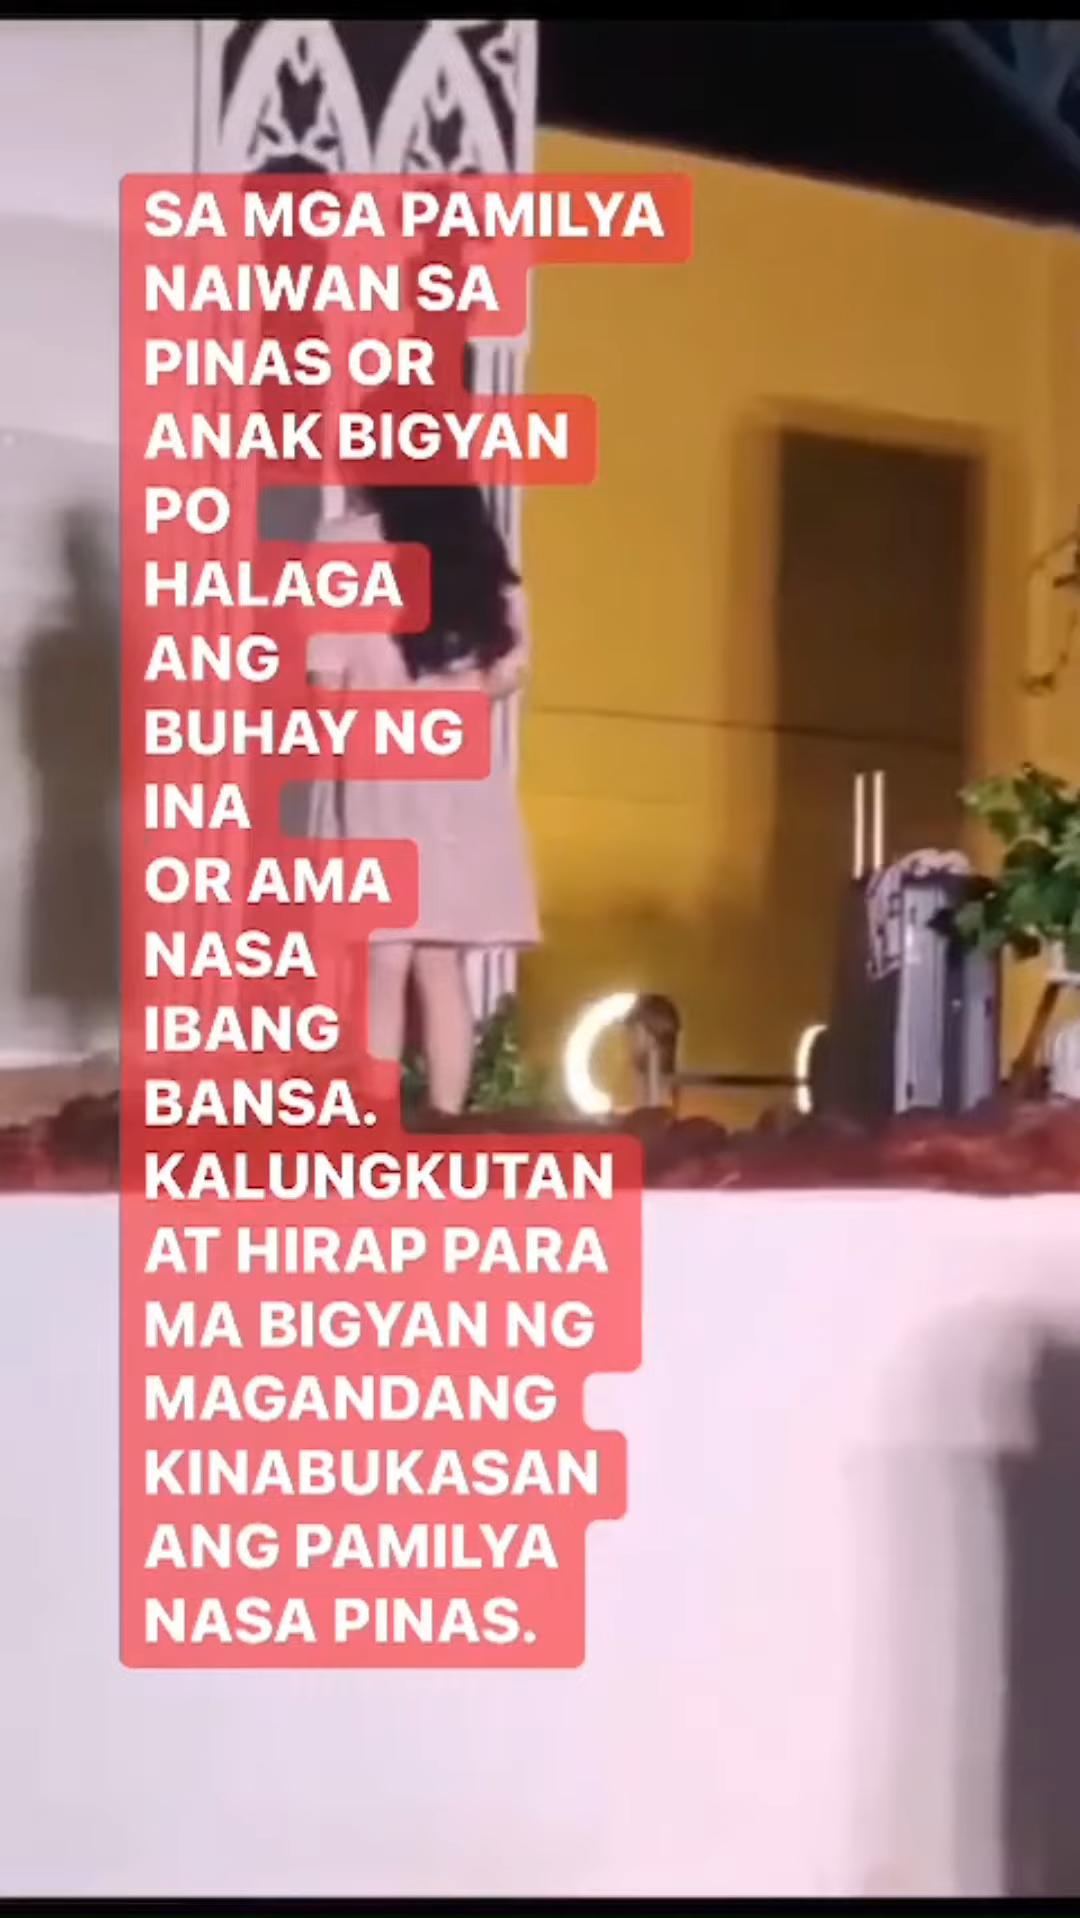 SA MGA PAMILYA
NAIWAN SA
PINAS OR
ANAK BIGYAN
PO
HALAGA
ANG
BUHAY NG
INA
OR AMA
NASA
IBANG
BANSA.
KALUNGKUTAN
AT HIRAP PARA
MA BIGYAN NG
MAGANDANG
KINABUKASAN
ANG PAMILYA
NASA PINAS.